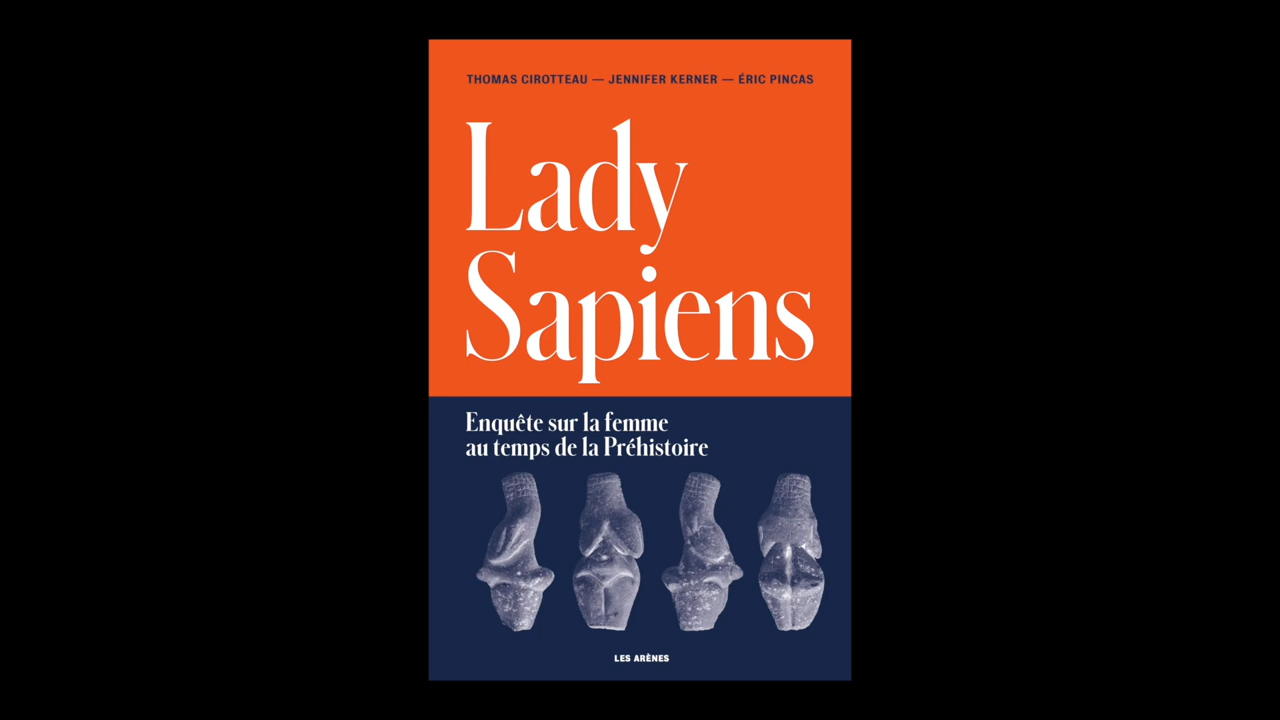 THOMAS CIROTTEAU — JENNIFER KERNER — ÉRIC PINCAS
Lady
Sapiens
Enquête sur la femme
au temps de la Préhistoire
LES ARÈNES